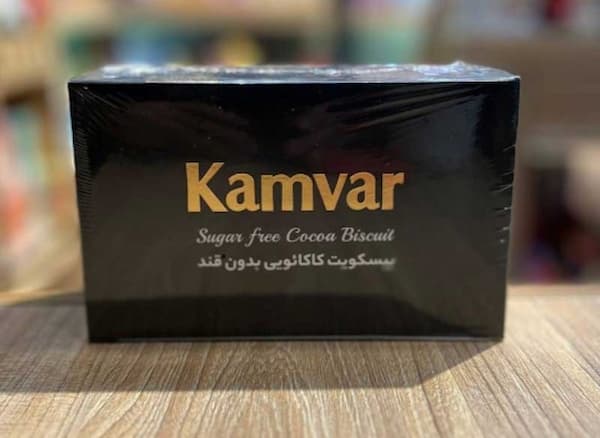 Kamvar
Sugar free Cocoa Biscuit
بیسکویت کاکائویی بدون قند